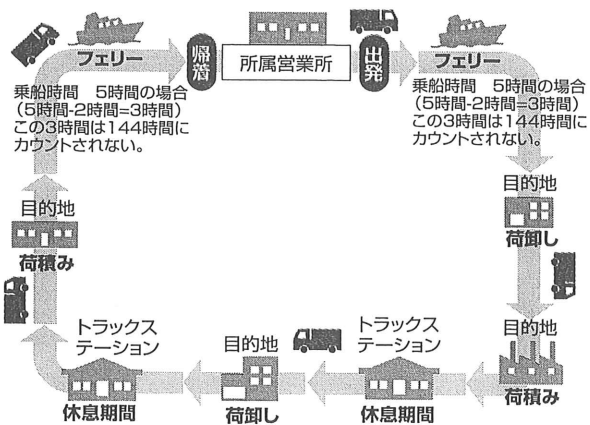 フェリー
帰着
所属営業所
出発
フェリー
乗船時間 5時間の場合
（5時間-2時間=3時間）
この3時間は144時間に
カウントされない。
乗船時間 5時間の場合
（5時間-2時間=3時間）
この3時間は144時間に
カウントされない。
目的地
荷卸し
目的地
荷積み
目的地
荷積み
トラックス
テーション
休息期間
目的地
荷卸し
トラックス
テーション
休息期間